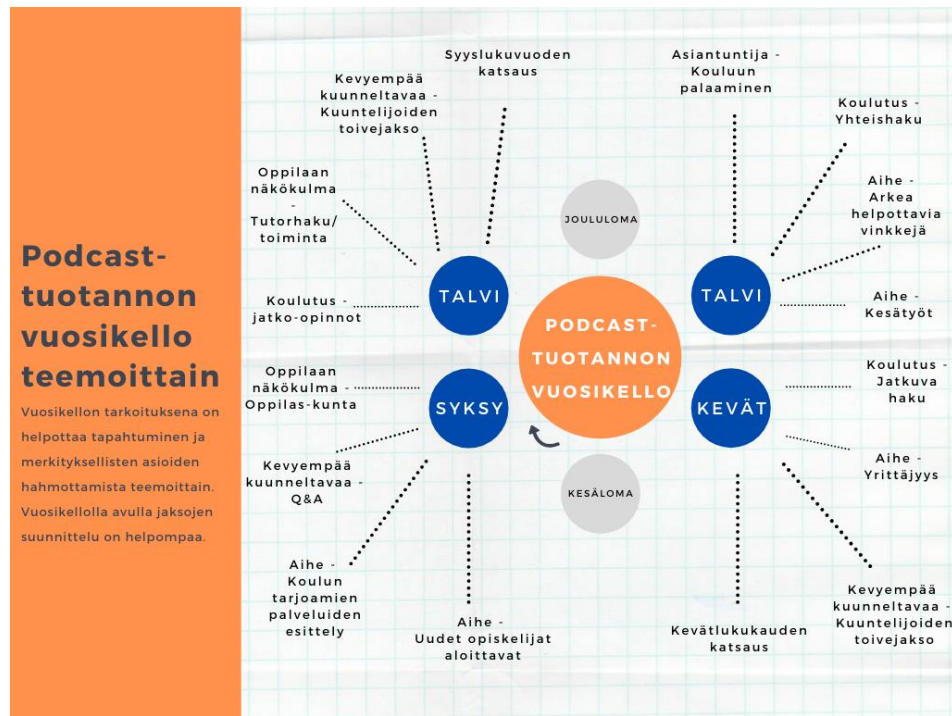 Podcast-
tuotannon
vuosikello
teemoittain
Vuosikellon tarkoituksena on
helpottaa tapahtuminen ja
merkityksellisten asioiden
hahmottamista teemoittain.
Vuosikellolla avulla jaksojen
suunnittelu on helpompaa.
Syyslukuvuoden
katsaus
Kevyempää
kuunneltavaa -
Kuuntelijoiden
toivejakso
Oppilaan
näkökulma
-
Tutorhaku/
toiminta
Koulutus -
jatko-opinnot
TALVI
Oppilaan
näkökulma -
Oppilas-kunta
SYKSY
Kevyempää
kuunneltavaa -
Q&A
Aihe -
Koulun
tarjoamien
palveluiden
esittely
Aihe -
Uudet opiskelijat
aloittavat
JOULULOMA
PODCAST-
TUOTANNON
VUOSIKELLO
KESÄLOMA
Asiantuntija -
Kouluun
palaaminen
Koulutus -
Yhteishaku
Aihe -
Arkea
helpottavia
vinkkejä
TALVI
Aihe -
Kesätyöt
Koulutus -
Jatkuva
haku
KEVÄT
Aihe -
Yrittäjyys
Kevyempää
kuunneltavaa -
Kuuntelijoiden
toivejakso
Kevätlukukauden
katsaus